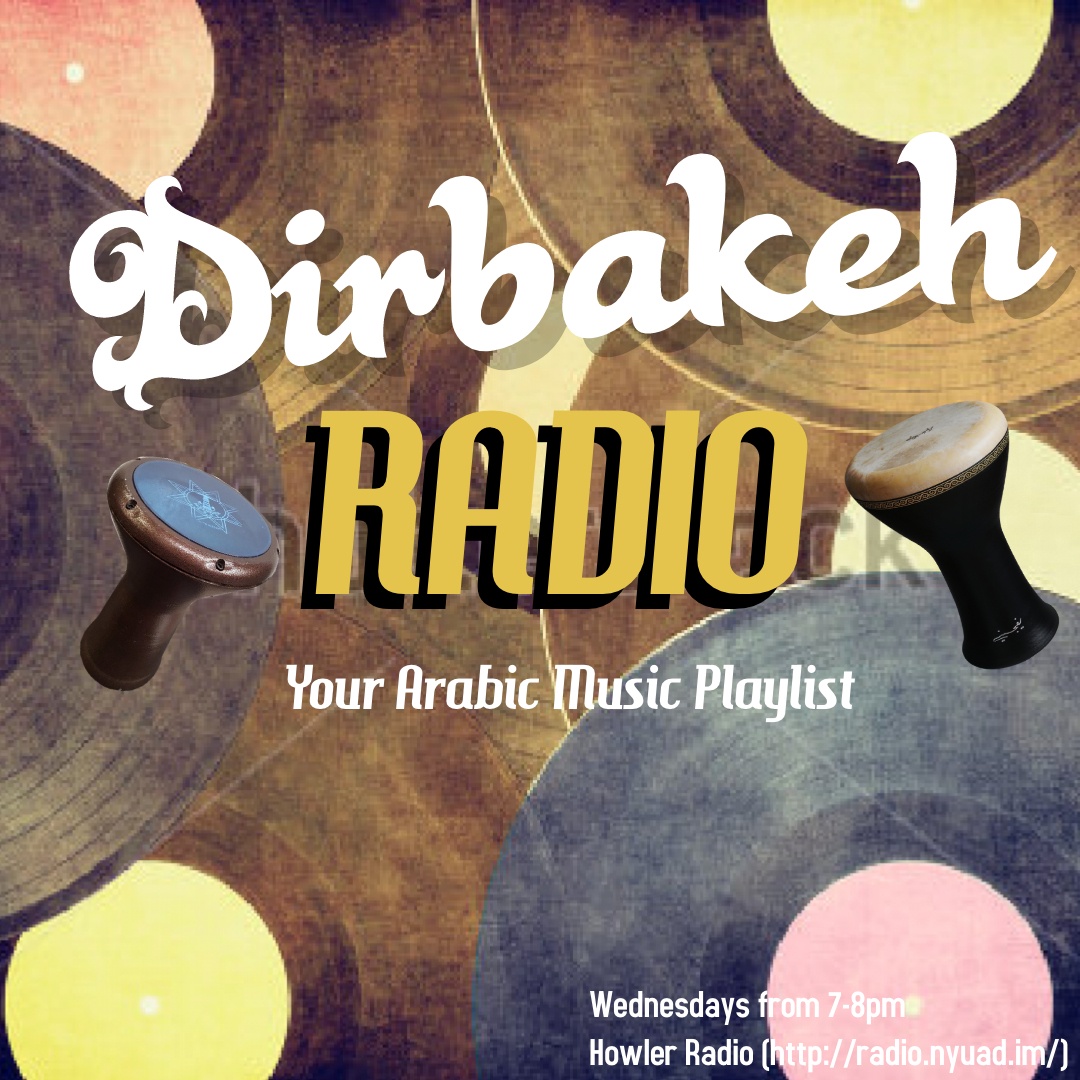 Dirbakeh
RADIO
Your Arabic Music Playlist
Wednesdays from 7-8pm
Howler Radio (http://radio.nyuad.im/)